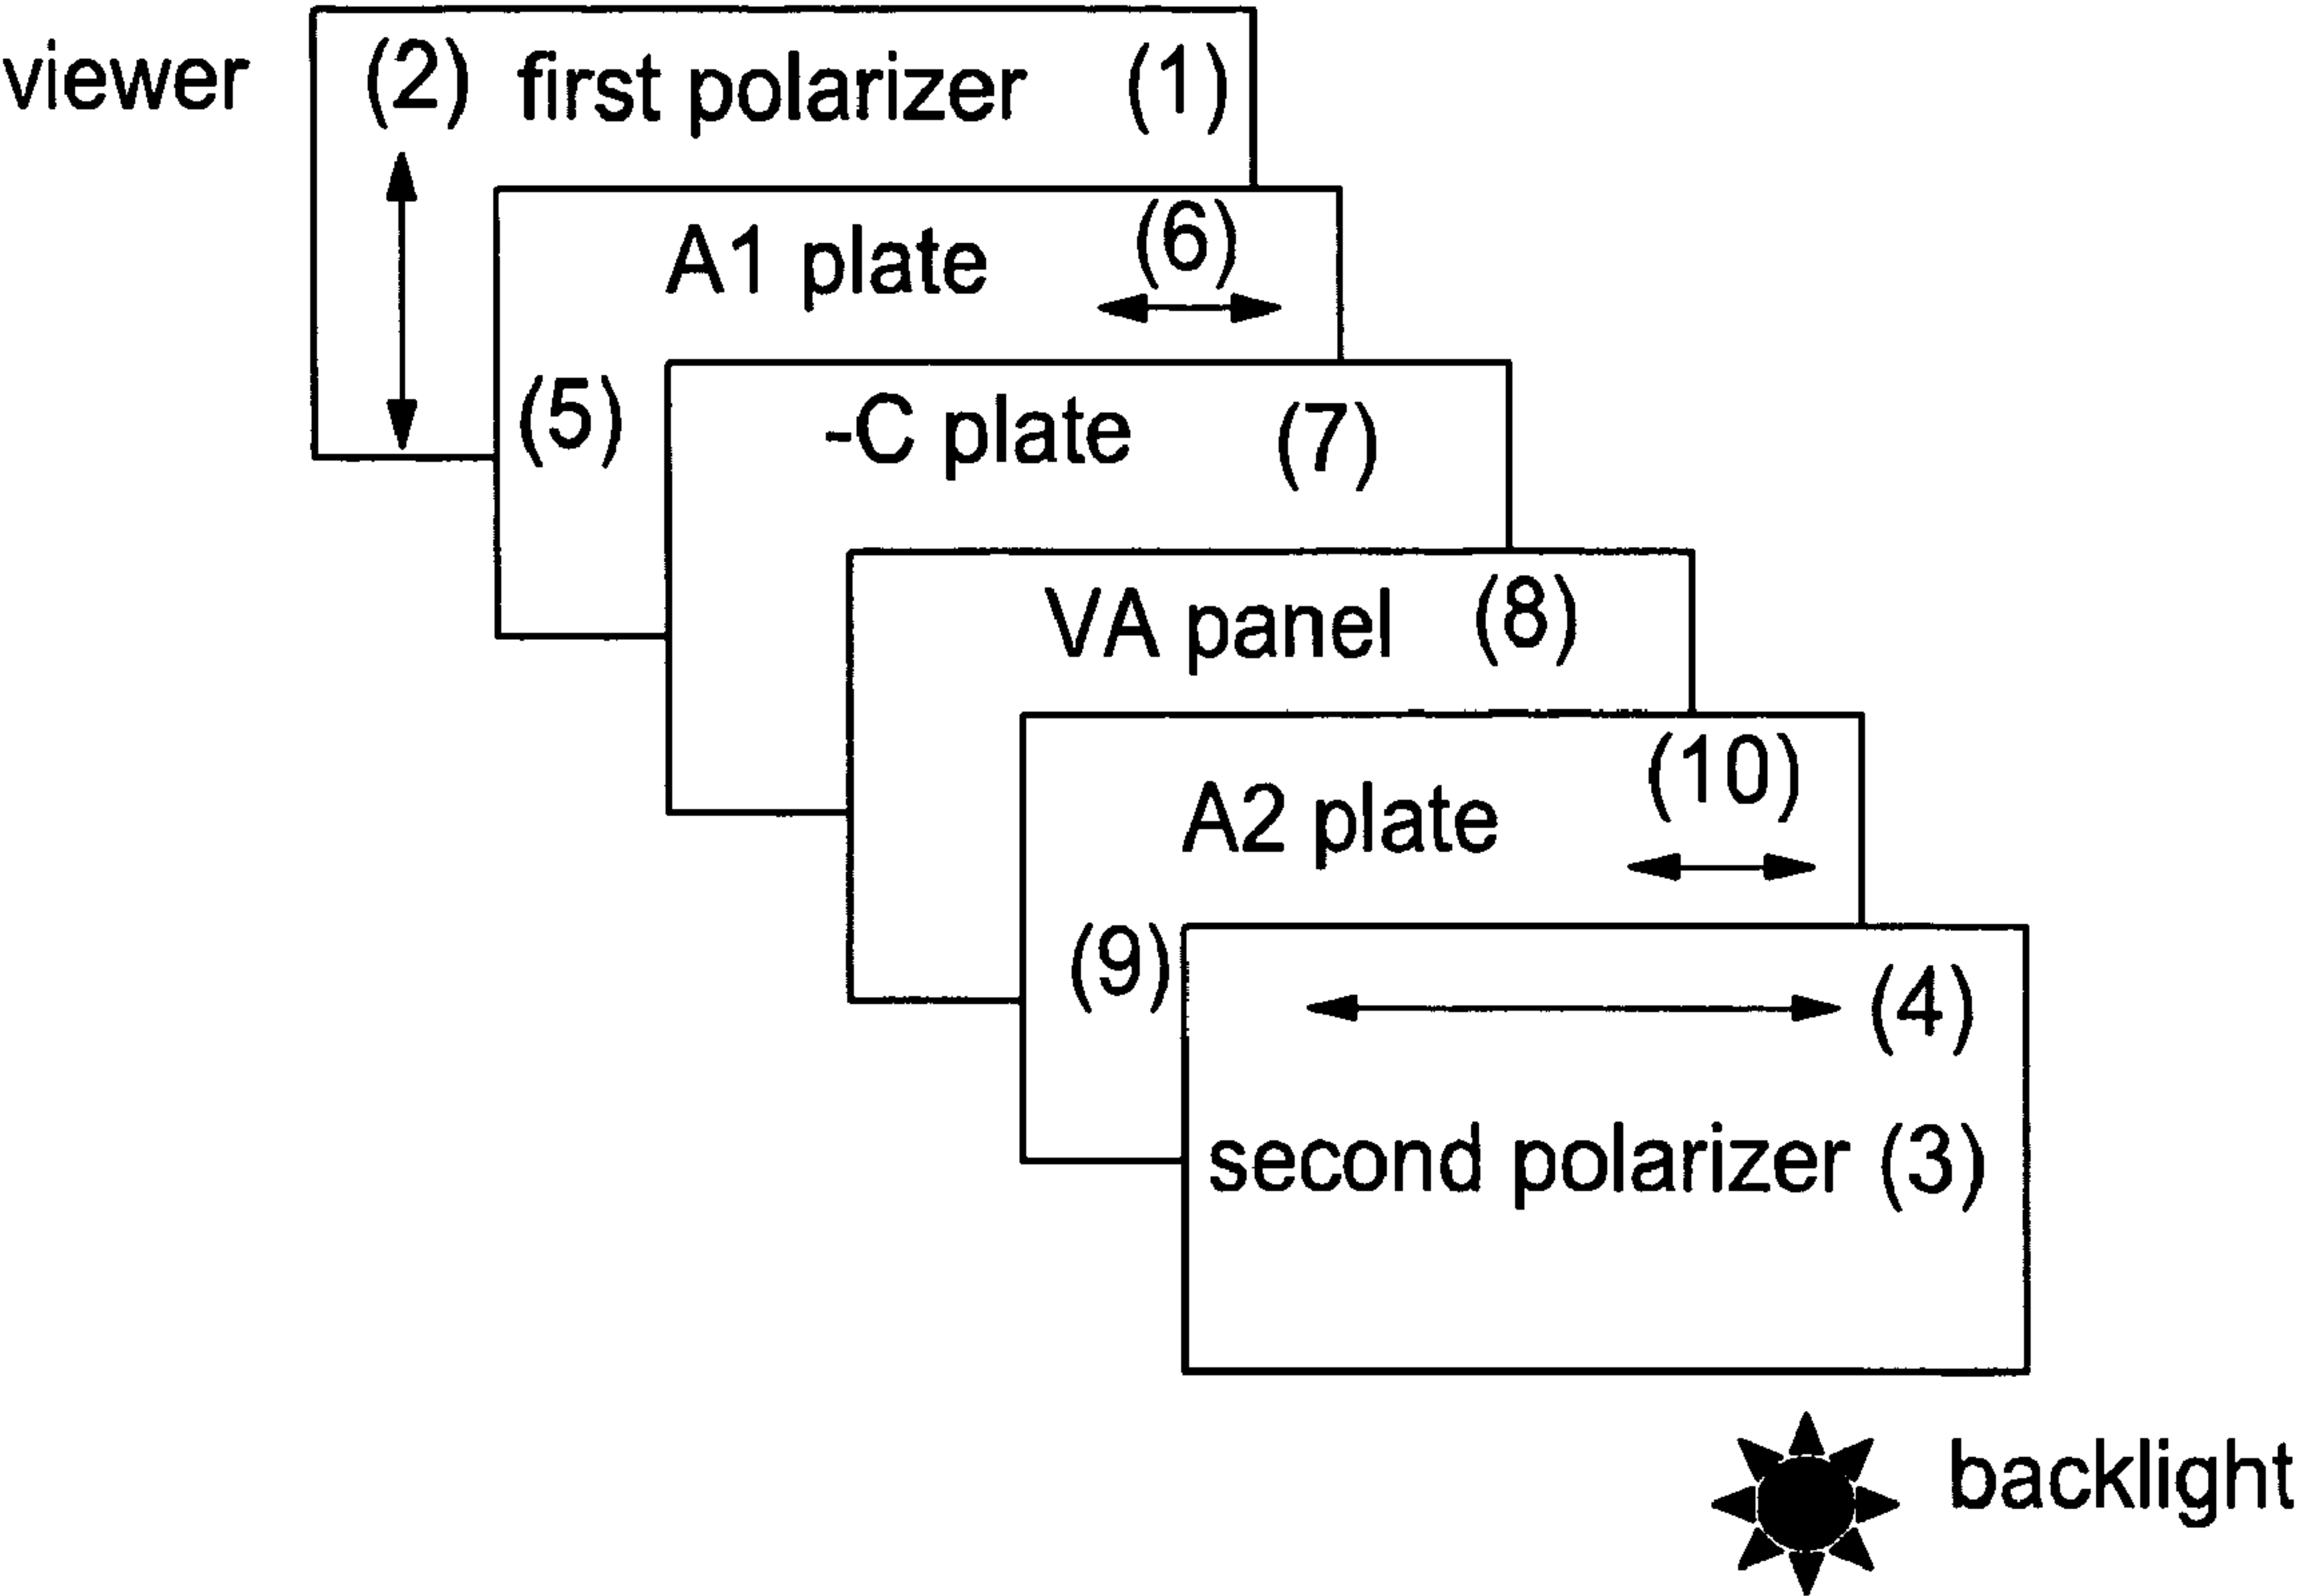 viewer
(2) first polarizer (1)
A1 plate (6)
(5) -C plate (7)
VA panel (8)
A2 plate (10)
(9)
(4)
second polarizer (3)
backlight